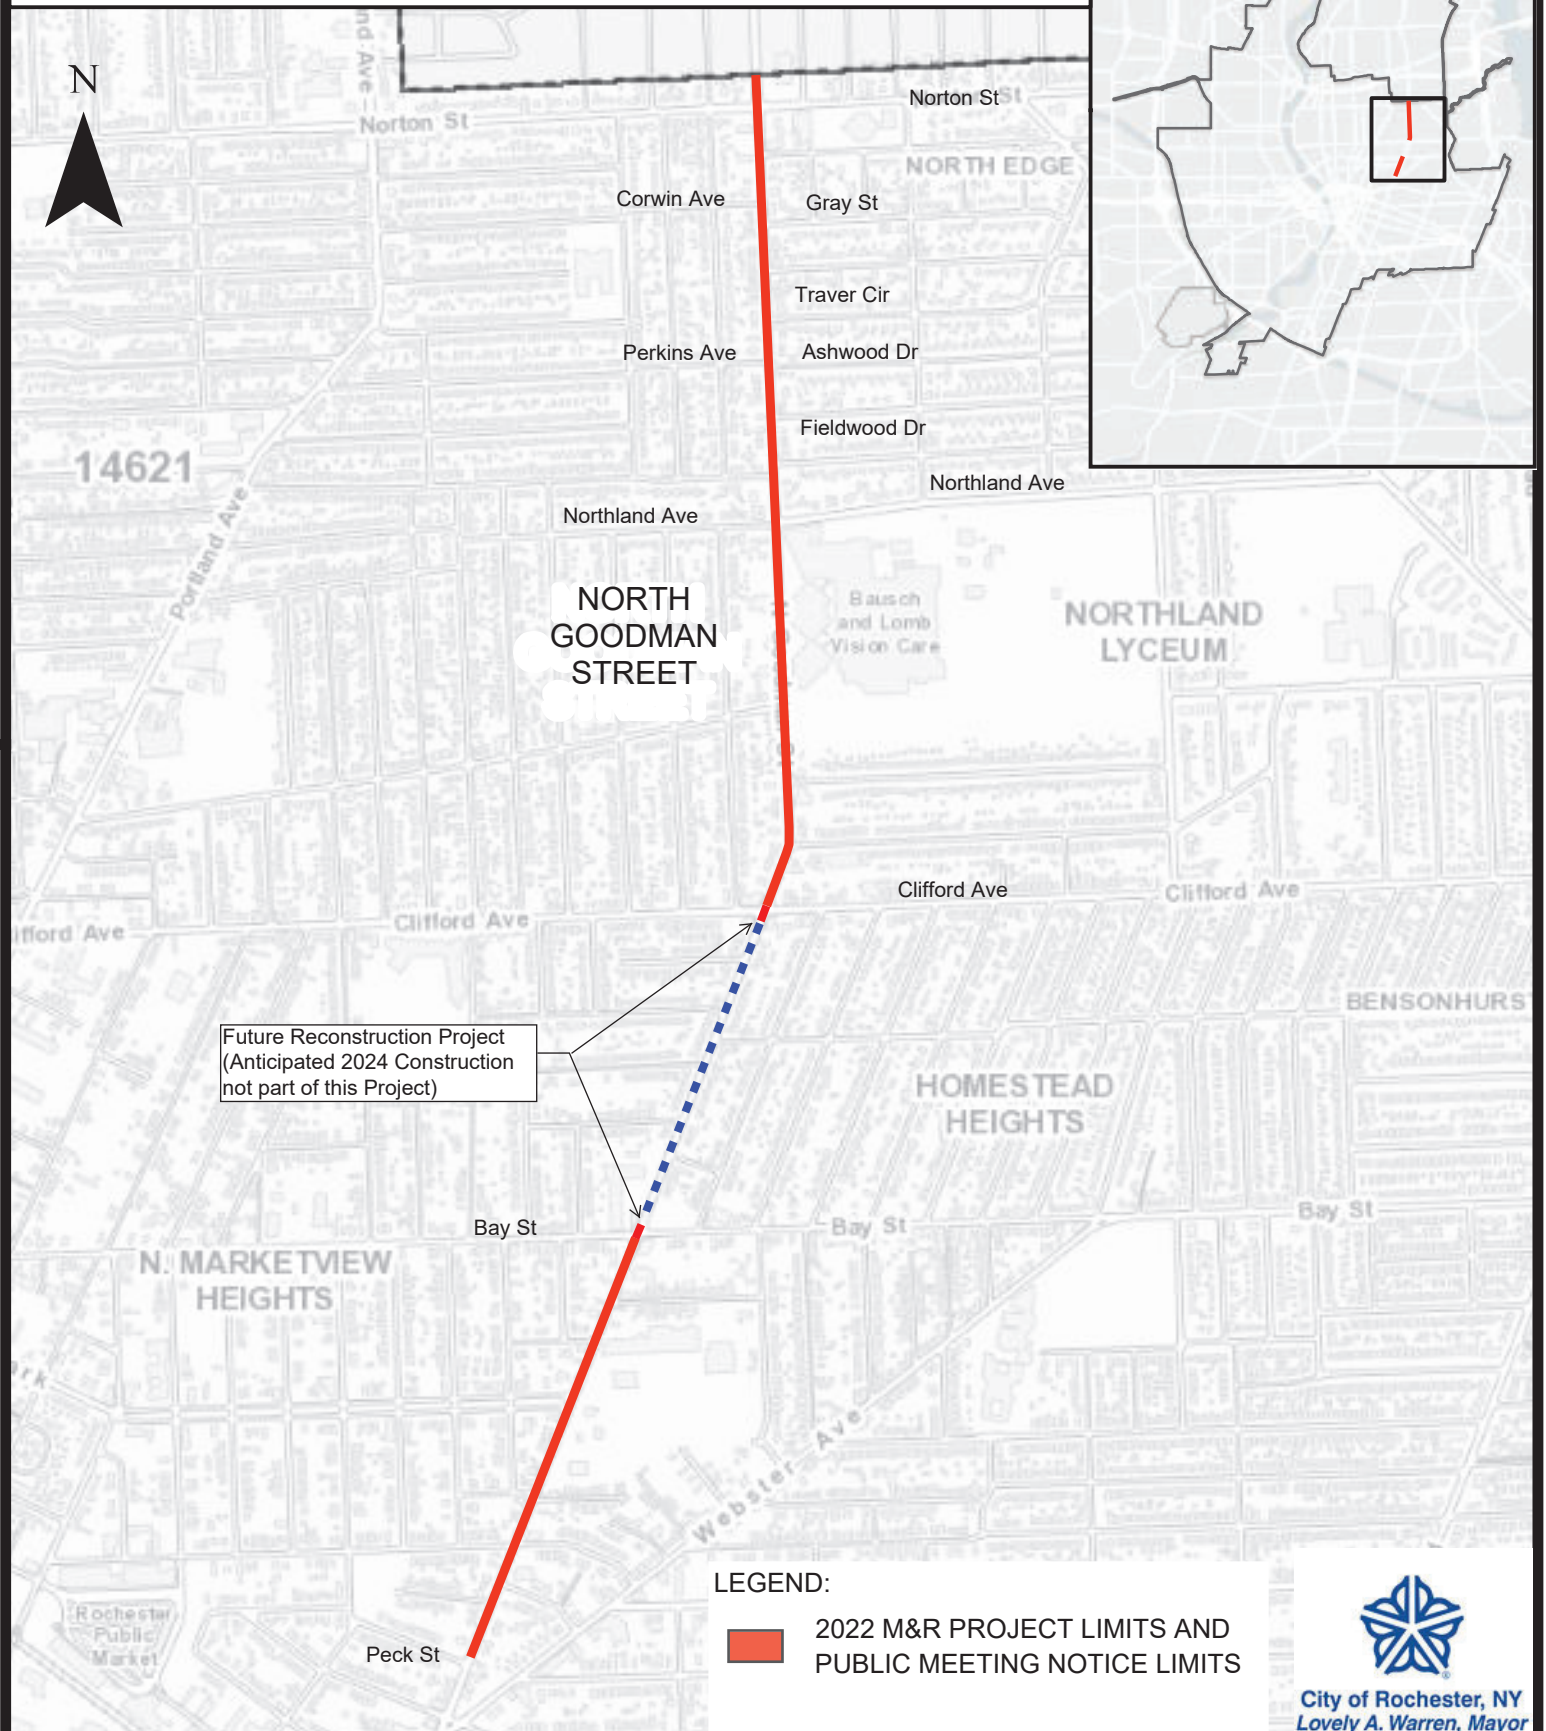 N
Norton St
Norton St
NORTH EDGE
Corwin Ave
Gray St
Traver Cir
Perkins Ave
Ashwood Dr
Fieldwood Dr
14621
Northland Ave
Northland Ave
Portland Ave
NORTH
GOODMAN
STREET
Bausch
and Lomb
Vision Care
NORTHLAND
LYCEUM
Clifford Ave
Clifford Ave
Clifford Ave
lifford Ave
BENSONHURS
Future Reconstruction Project
(Anticipated 2024 Construction
not part of this Project)
HOMESTEAD
HEIGHTS
Bay St
Bay St
Bay St
N. MARKETVIEW
HEIGHTS
ark
Webster Ave
LEGEND:
2022 M&R PROJECT LIMITS AND
PUBLIC MEETING NOTICE LIMITS
Rochester
Public
Market
Peck St
®
City of Rochester, NY
Lovely A. Warren, Mayor